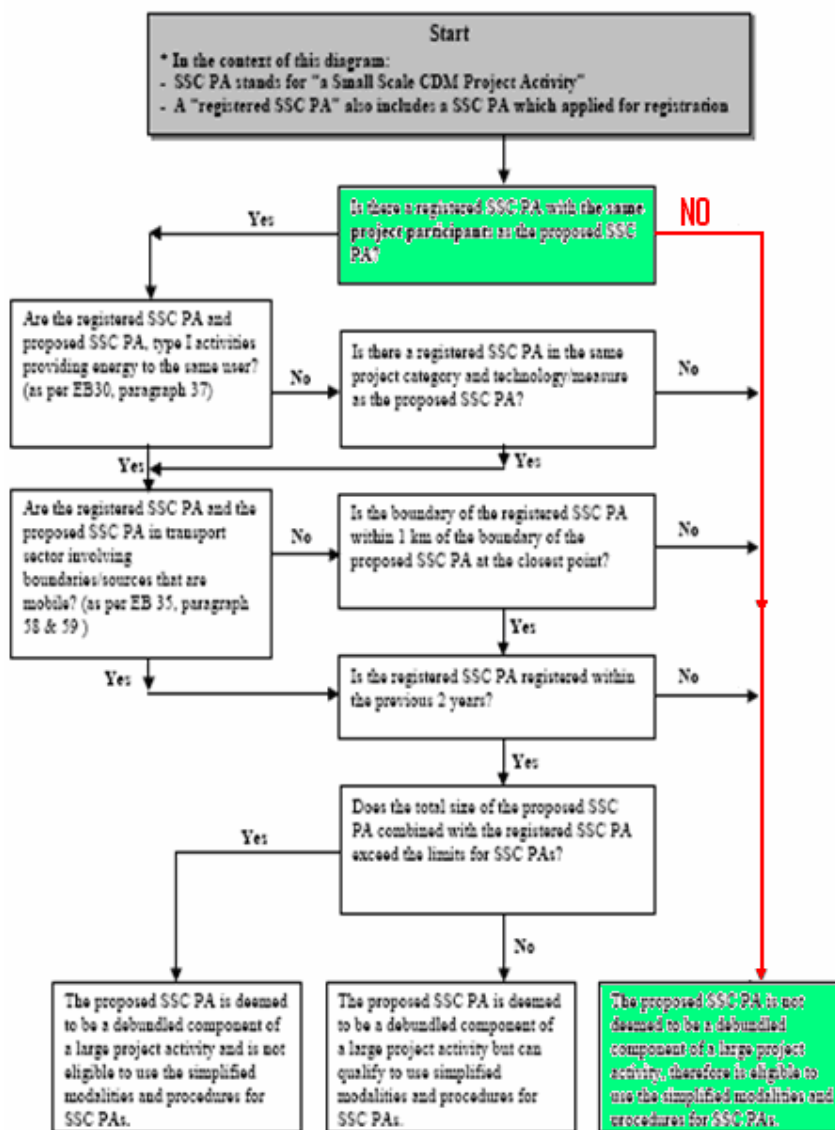 Start
* In the context of this diagram:
- SSC PA stands for "a Small Scale CDM Project Activity"
- A "registered SSC PA" also includes a SSC PA which applied for registration
Is there a registered SSC PA with the same
project participants as the proposed SSC
PA?
Yes
NO
Are the registered SSC PA and
proposed SSC PA, type I activities
providing energy to the same user?
(as per EB30, paragraph 37)
No
Is there a registered SSC PA in the same
project category and technology/measure
as the proposed SSC PA?
No
Yes
Yes
Are the registered SSC PA and the
proposed SSC PA in transport
sector involving
boundaries/sources that are
mobile? (as per EB 35, paragraph
58 & 59 )
No
Is the boundary of the registered SSC PA
within 1 km of the boundary of the
proposed SSC PA at the closest point?
No
Yes
Yes
Is the registered SSC PA registered within
the previous 2 years?
No
Yes
Does the total size of the proposed SSC
PA combined with the registered SSC PA
exceed the limits for SSC PAs?
Yes
No
The proposed SSC PA is deemed
to be a debundled component of
a large project activity and is not
eligible to use the simplified
modalities and procedures for
SSC PAs.
The proposed SSC PA is deemed
to be a debundled component of
a large project activity but can
qualify to use simplified
modalities and procedures for
SSC PAs.
The proposed SSC PA is not
deemed to be a debundled
component of a large project
activity, therefore is eligible to
use the simplified modalities and
procedures for SSC PAs.